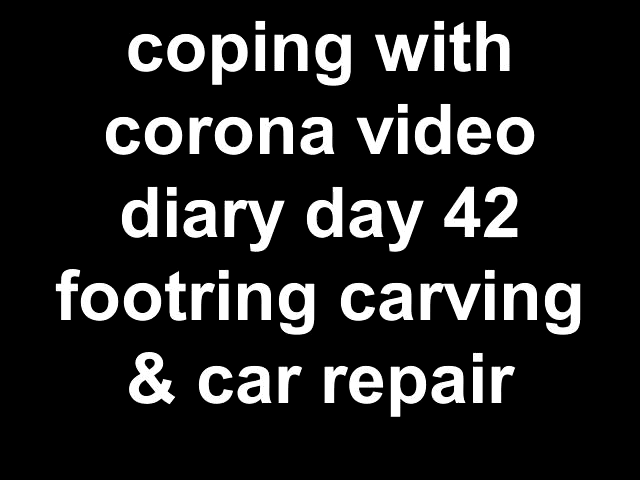 coping with
corona video
diary day 42
footring carving
& car repair